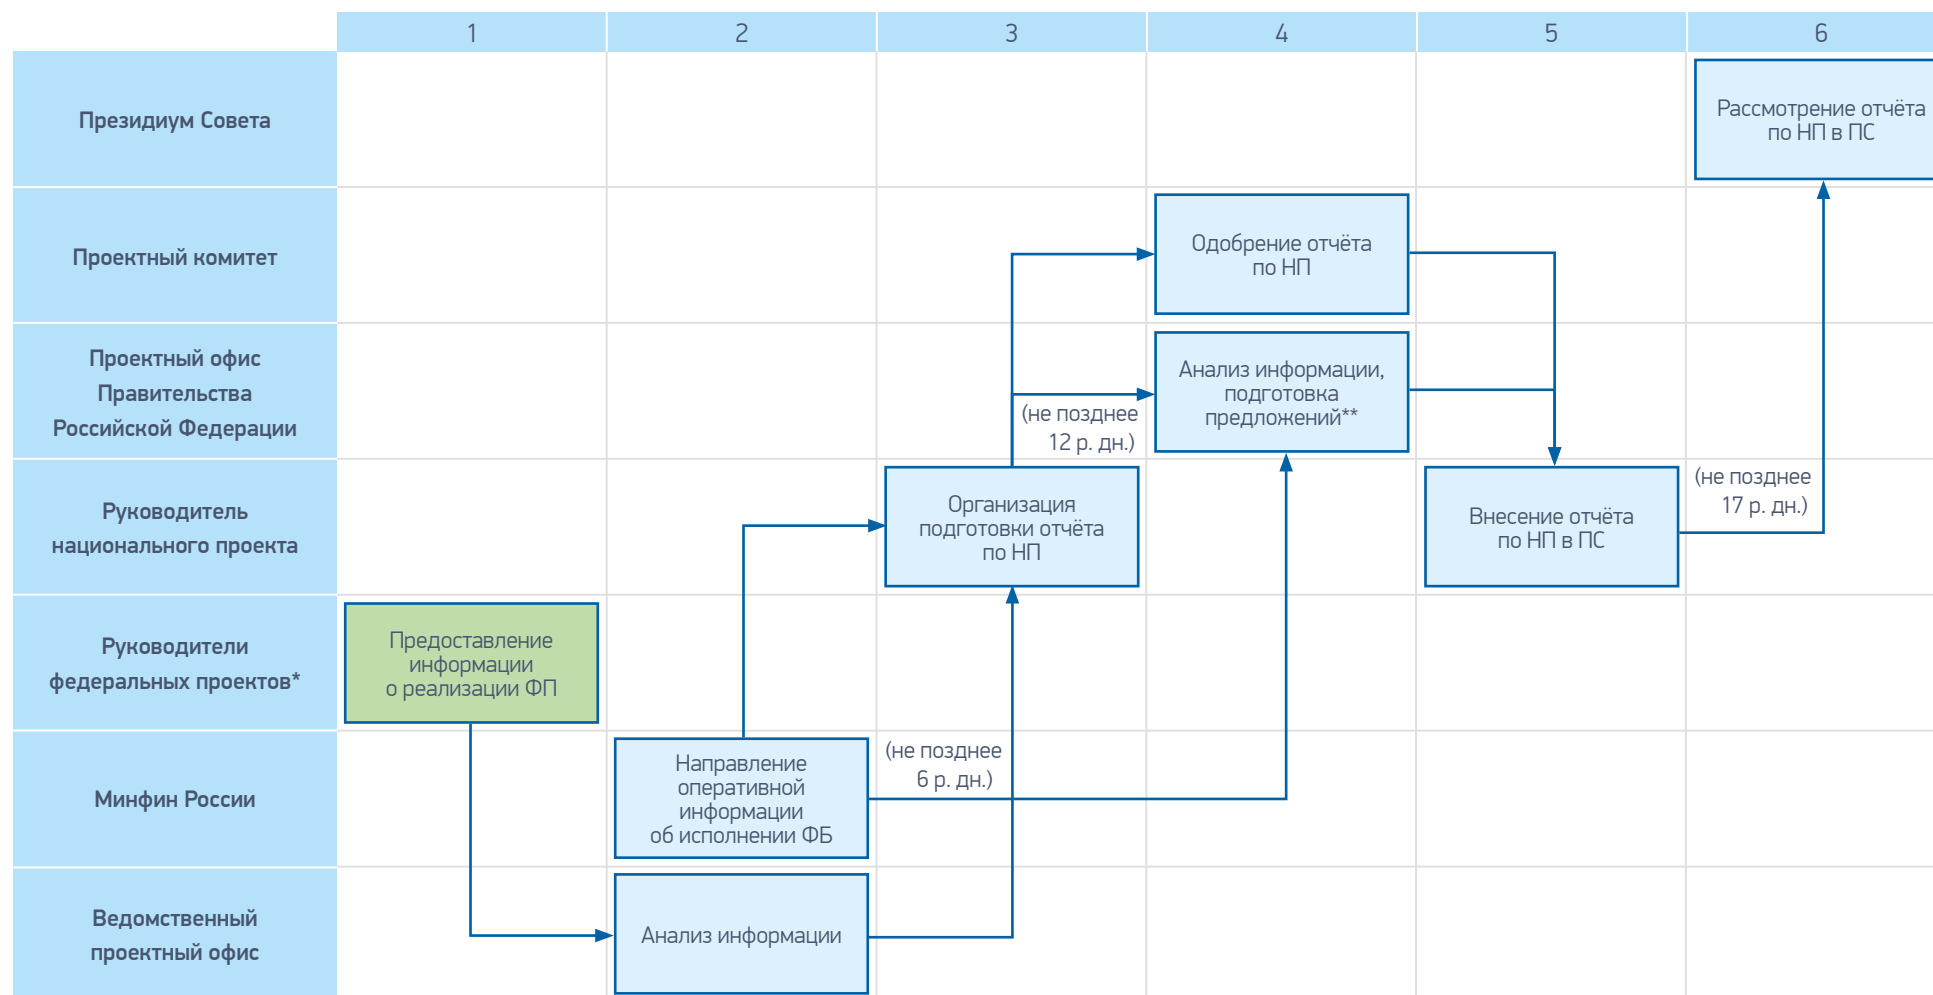 1
2
3
4
5
6
Президиум Совета
Рассмотрение отчёта
по НП в ПС
Проектный комитет
Одобрение отчёта
по НП
Проектный офис
Правительства
Российской Федерации
(не позднее
12 р. дн.)
Анализ информации,
подготовка
предложений**
Руководитель
национального проекта
Организация
подготовки отчёта
по НП
Внесение отчёта
по НП в ПС
(не позднее
17 р. дн.)
Руководители
федеральных проектов*
Предоставление
информации
о реализации ФП
Минфин России
Направление
оперативной
информации
об исполнении ФБ
(не позднее
6 р. дн.)
Ведомственный
проектный офис
Анализ информации